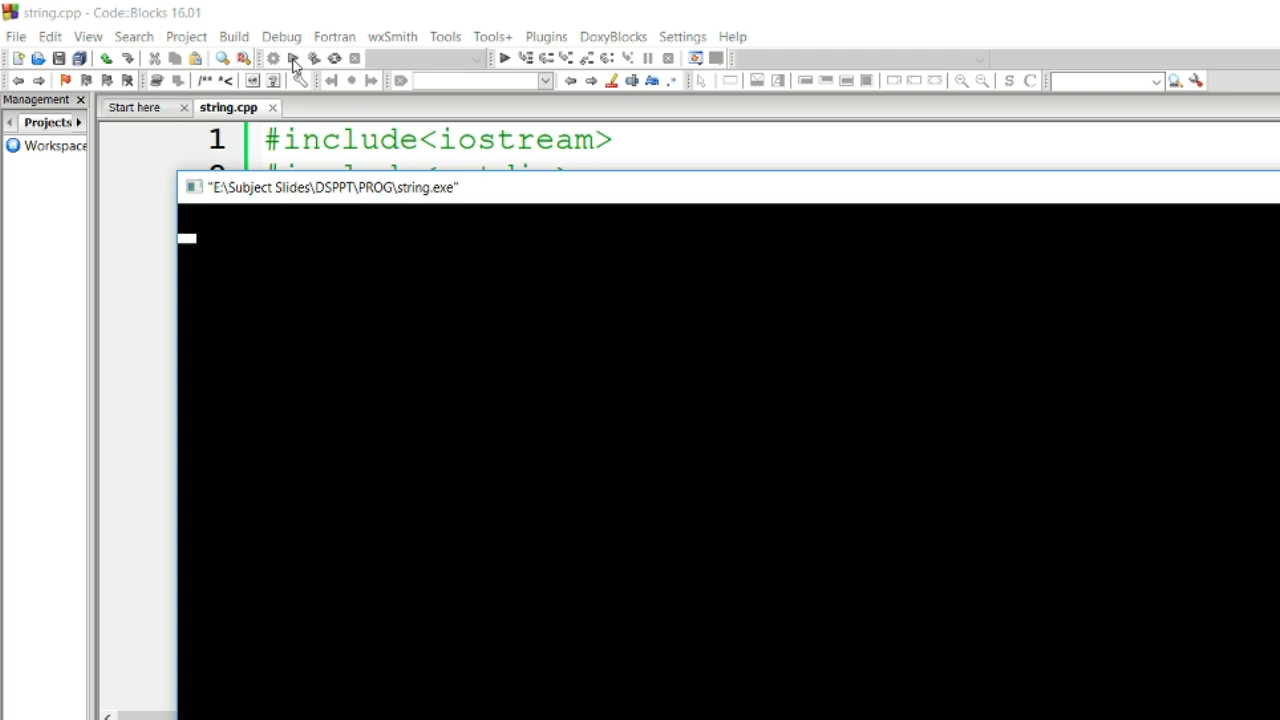 string.cpp - Code::Blocks 16.01
File Edit View Search Project Build Debug Fortran wxSmith Tools Tools+ Plugins DoxyBlocks Settings Help
Management
Start here string.cpp
Projects
Workspace
1 #include<iostream>
"E:\Subject Slides\DSPPT\PROG\string.exe"